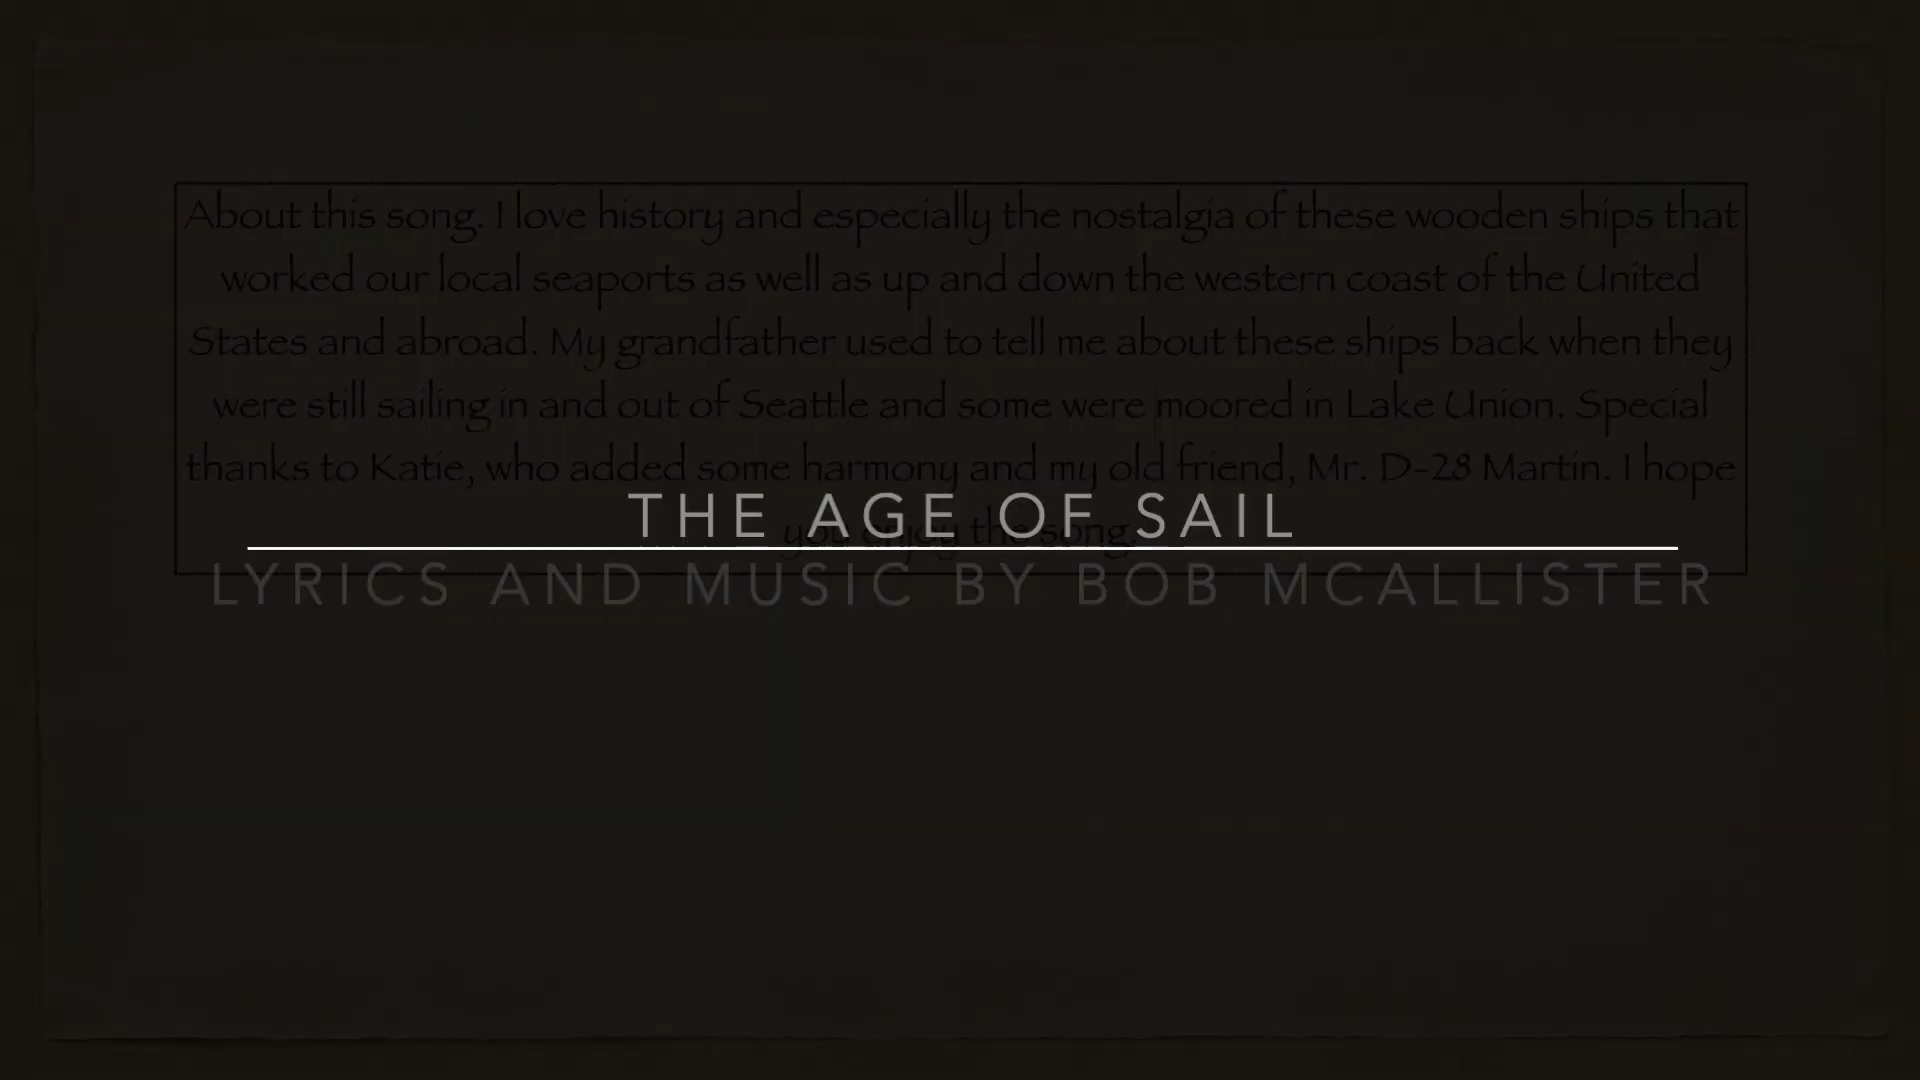 About this song. I love history and especially the nostalgia of these wooden ships that
worked our local seaports as well as up and down the western coast of the United
States and abroad. My grandfather used to tell me about these ships back when they
were still sailing in and out of Seattle and some were moored in Lake Union. Special
thanks to Katie, who added some harmony and my old friend, Mr. D-28 Martin. I hope
you enjoy the song.
THE AGE OF SAIL
LYRICS AND MUSIC BY BOB MCALLISTER